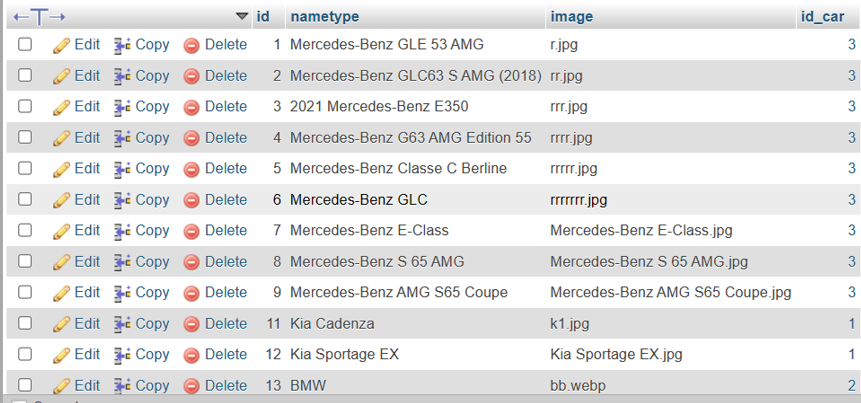 ←T→ id nametype image id_car
Edit Copy Delete 1 Mercedes-Benz GLE 53 AMG r.jpg 3
Edit Copy Delete 2 Mercedes-Benz GLC63 S AMG (2018) rr.jpg 3
Edit Copy Delete 3 2021 Mercedes-Benz E350 rrr.jpg 3
Edit Copy Delete 4 Mercedes-Benz G63 AMG Edition 55 rrrr.jpg 3
Edit Copy Delete 5 Mercedes-Benz Classe C Berline rrrrr.jpg 3
Edit Copy Delete 6 Mercedes-Benz GLC rrrrrrr.jpg 3
Edit Copy Delete 7 Mercedes-Benz E-Class Mercedes-Benz E-Class.jpg 3
Edit Copy Delete 8 Mercedes-Benz S 65 AMG Mercedes-Benz S 65 AMG.jpg 3
Edit Copy Delete 9 Mercedes-Benz AMG S65 Coupe Mercedes-Benz AMG S65 Coupe.jpg 3
Edit Copy Delete 11 Kia Cadenza k1.jpg 1
Edit Copy Delete 12 Kia Sportage EX Kia Sportage EX.jpg 1
Edit Copy Delete 13 BMW bb.webp 2